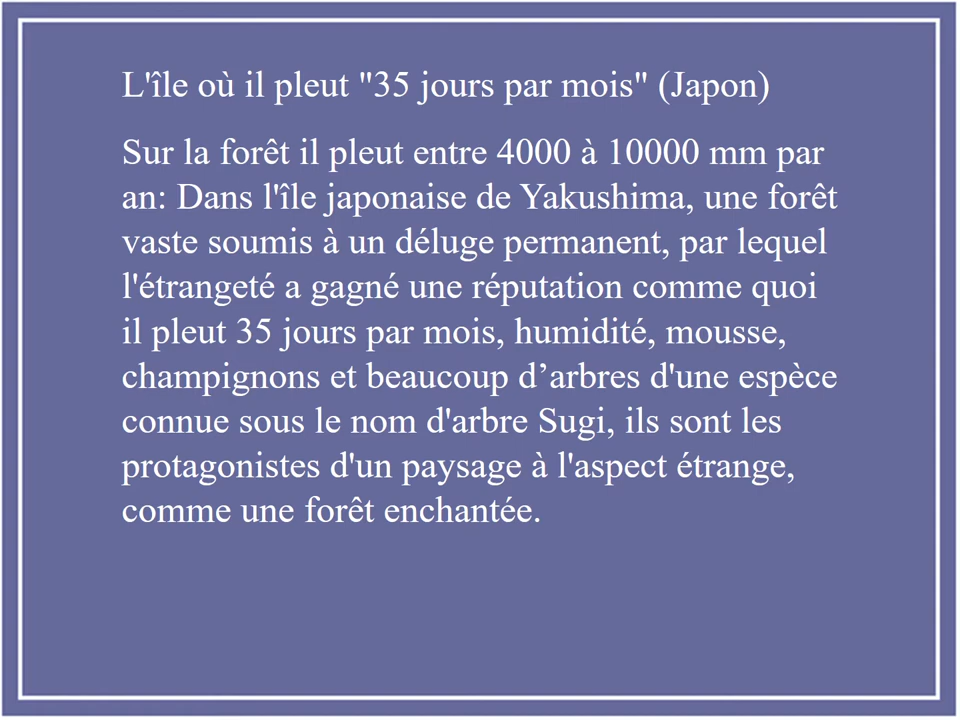 L'île où il pleut "35 jours par mois" (Japon)
Sur la forêt il pleut entre 4000 à 10000 mm par
an: Dans l'île japonaise de Yakushima, une forêt
vaste soumis à un déluge permanent, par lequel
l'étrangeté a gagné une réputation comme quoi
il pleut 35 jours par mois, humidité, mousse,
champignons et beaucoup d’arbres d'une espèce
connue sous le nom d'arbre Sugi, ils sont les
protagonistes d'un paysage à l'aspect étrange,
comme une forêt enchantée.